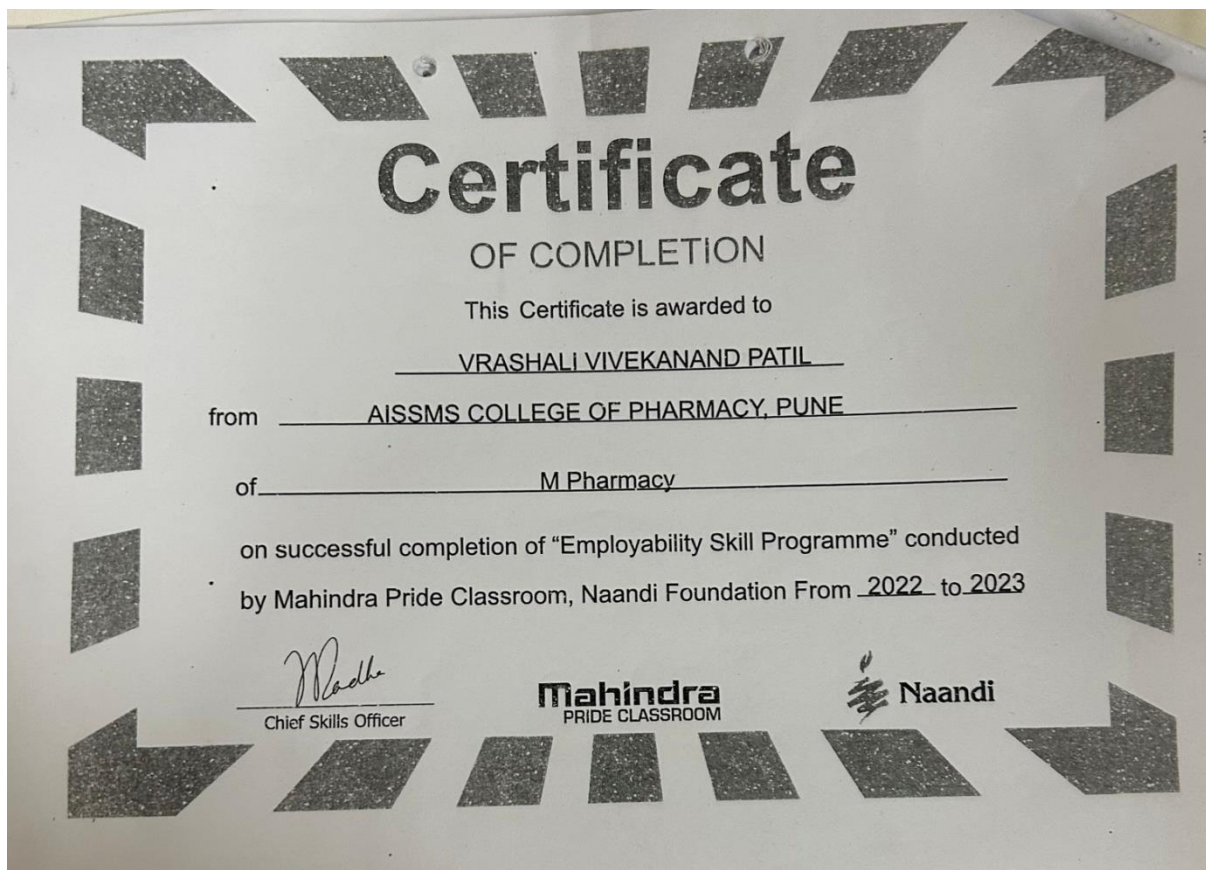 Certificate
OF COMPLETION
This Certificate is awarded to
VRASHALI VIVEKANAND PATIL
from AISSMS COLLEGE OF PHARMACY, PUNE
of M Pharmacy
on successful completion of “Employability Skill Programme” conducted
by Mahindra Pride Classroom, Naandi Foundation From 2022 to 2023
Chief Skills Officer
Mahindra
PRIDE CLASSROOM
Naandi